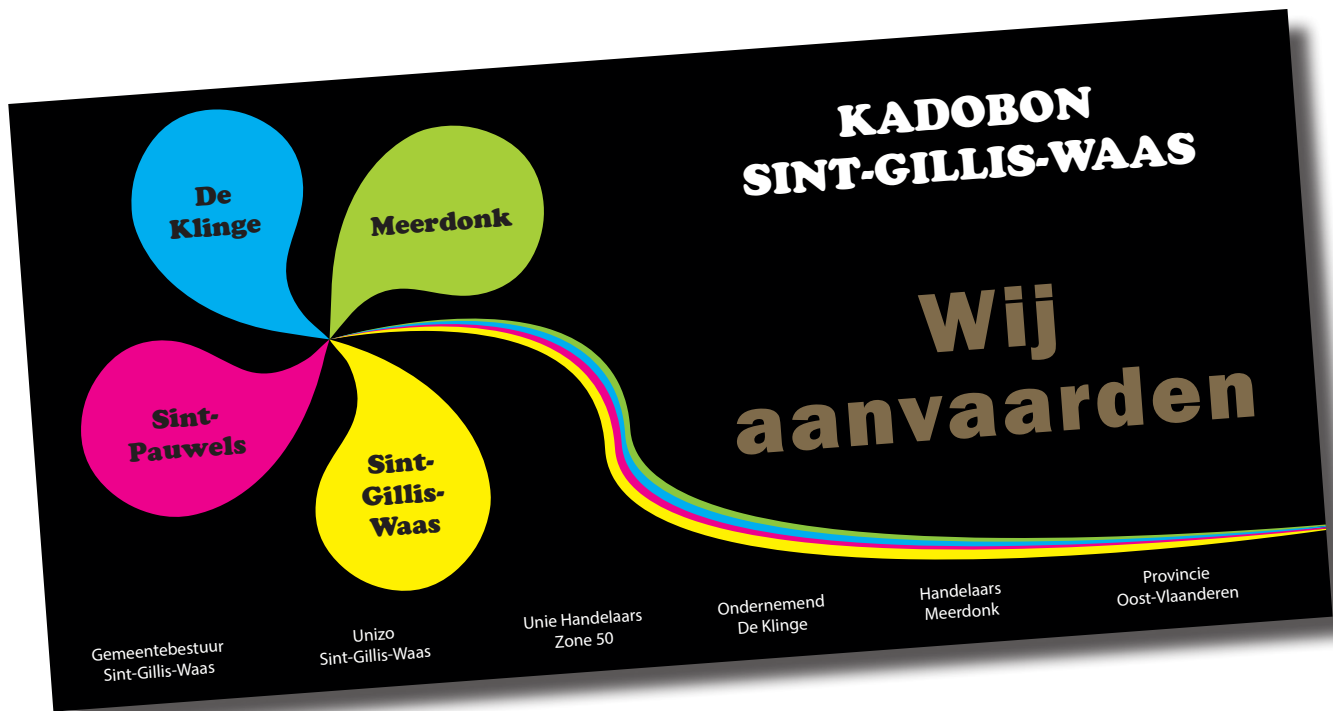 KADOBON
SINT-GILLIS-WAAS
De
Klinge
Meerdonk
Sint-
Pauwels
Sint-
Gillis-
Waas
Wij
aanvaarden
Gemeentebestuur
Sint-Gillis-Waas
Unizo
Sint-Gillis-Waas
Unie Handelaars
Zone 50
Ondernemend
De Klinge
Handelaars
Meerdonk
Provincie
Oost-Vlaanderen